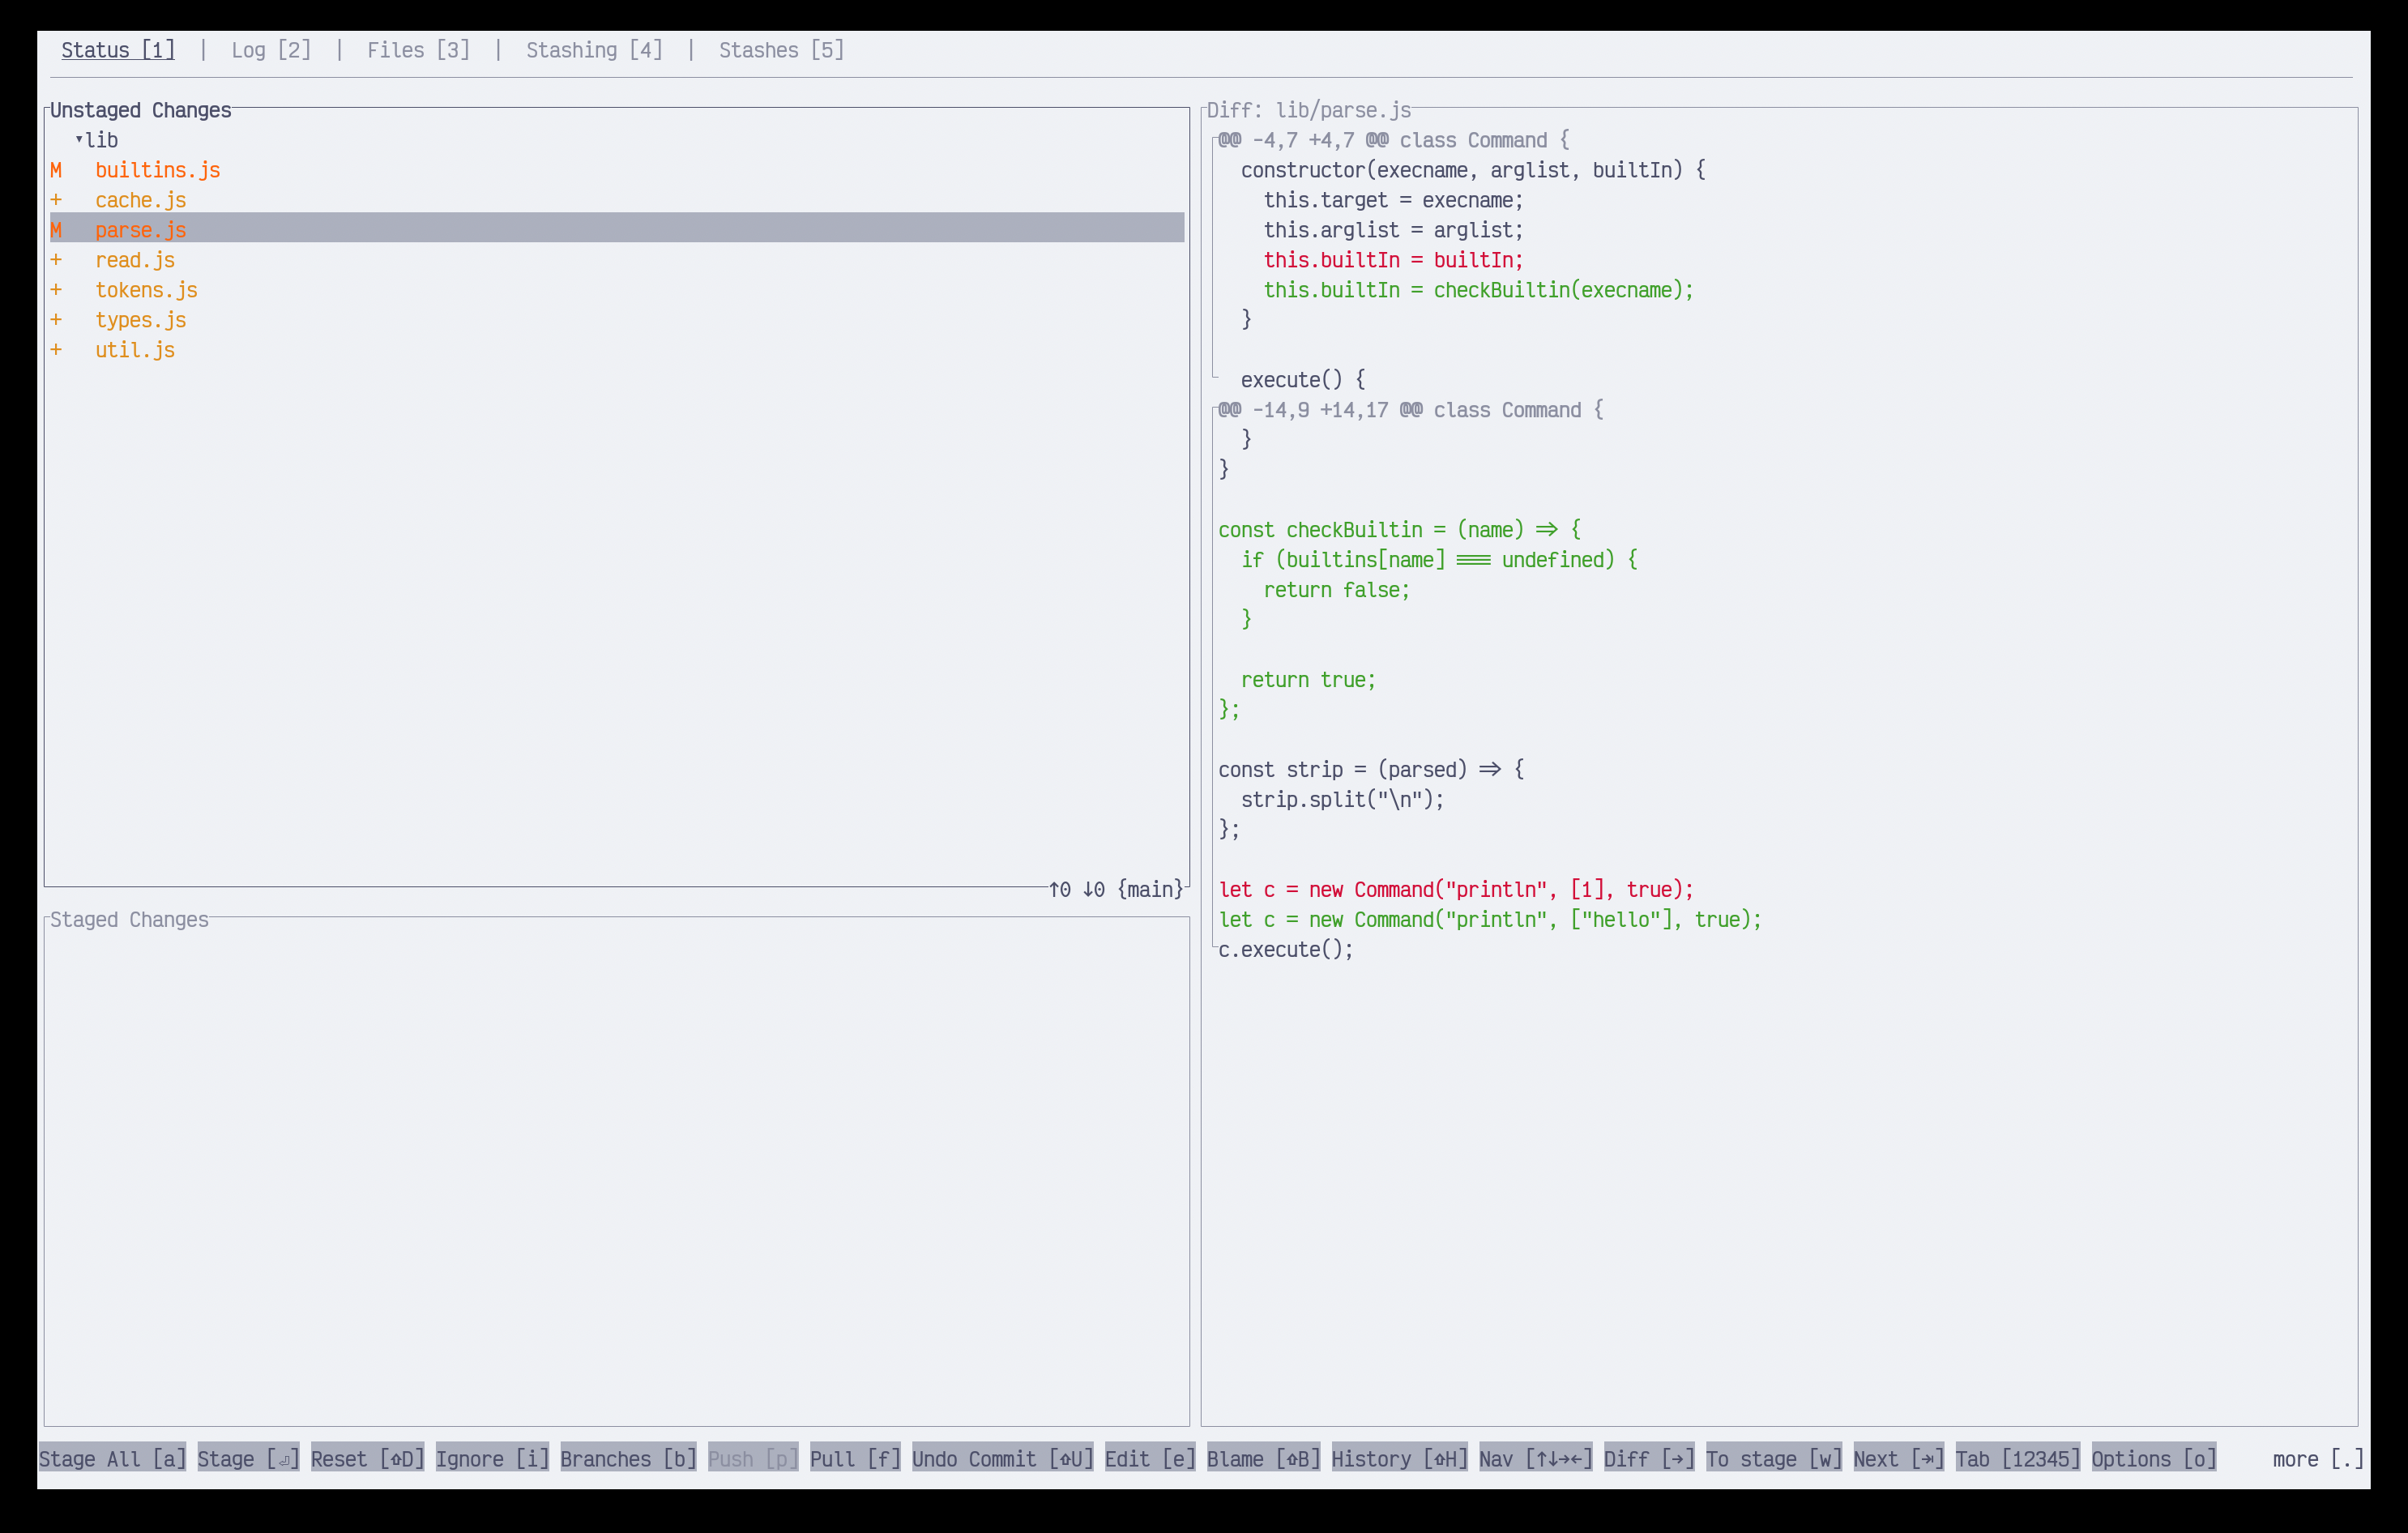 Status [1] | Log [2] | Files [3] | Stashing [4] | Stashes [5]
Unstaged Changes
▾lib
M   builtins.js
+   cache.js
M   parse.js
+   read.js
+   tokens.js
+   types.js
+   util.js
↑0 ↓0 {main}
Staged Changes
Diff: lib/parse.js
@@ -4,7 +4,7 @@ class Command {
  constructor(execname, arglist, builtIn) {
    this.target = execname;
    this.arglist = arglist;
    this.builtIn = builtIn;
    this.builtIn = checkBuiltin(execname);
  }
  execute() {
@@ -14,9 +14,17 @@ class Command {
  }
}
const checkBuiltin = (name) => {
  if (builtins[name] === undefined) {
    return false;
  }
  return true;
};
const strip = (parsed) => {
  strip.split("\n");
};
let c = new Command("println", [1], true);
let c = new Command("println", ["hello"], true);
c.execute();
Stage All [a] Stage [⏎] Reset [⇧D] Ignore [i] Branches [b] Push [p] Pull [f] Undo Commit [⇧U] Edit [e] Blame [⇧B] History [⇧H] Nav [↑↓→←] Diff [→] To stage [w] Next [⇥] Tab [12345] Options [o] more [.]